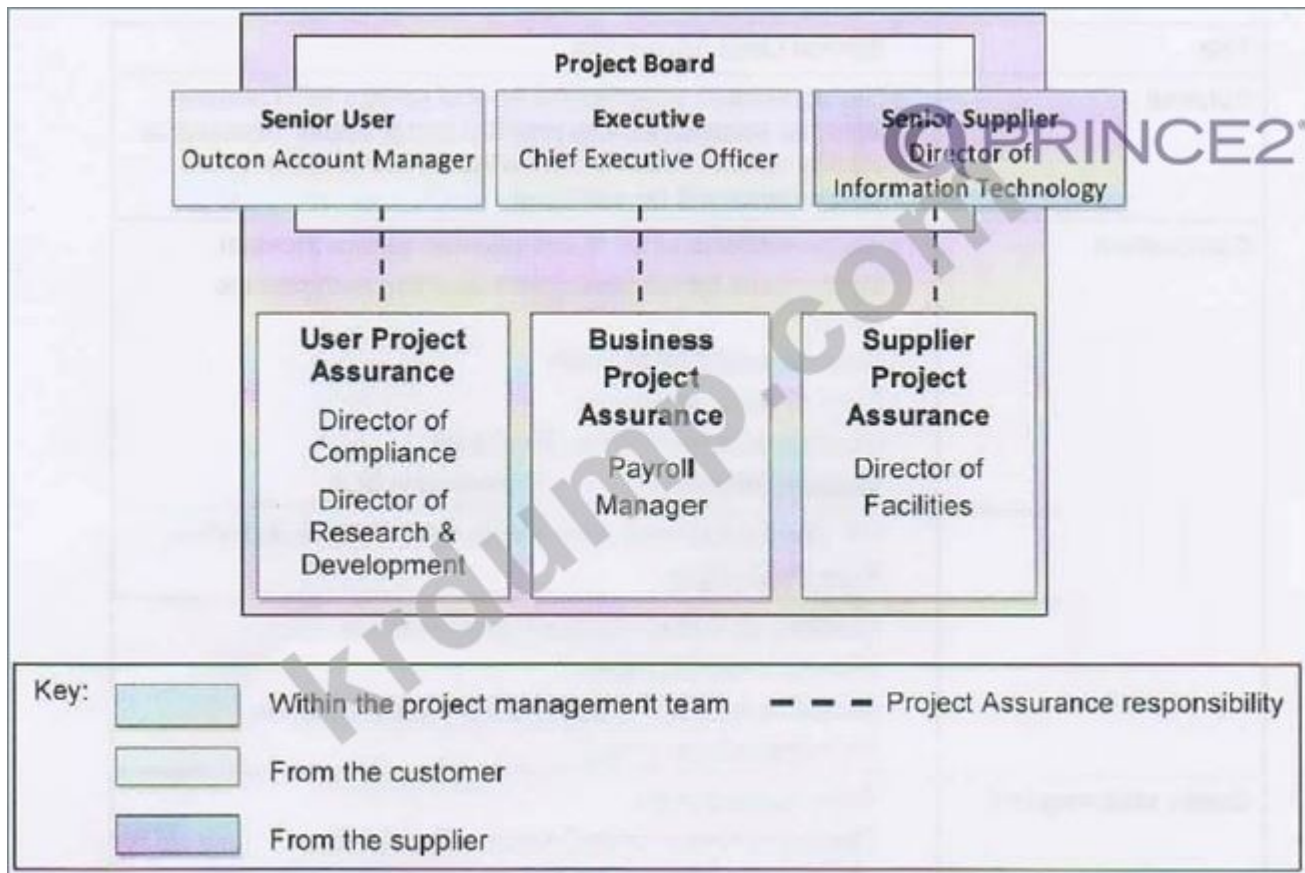 Project Board
Senior User
Outcon Account Manager
Executive
Chief Executive Officer
Senior Supplier
Director of
Information Technology
PRINCE2
User Project
Assurance
Director of
Compliance
Director of
Research &
Development
Business
Project
Assurance
Payroll
Manager
Supplier
Project
Assurance
Director of
Facilities
krdump.com
Key:
Within the project management team
Project Assurance responsibility
From the customer
From the supplier